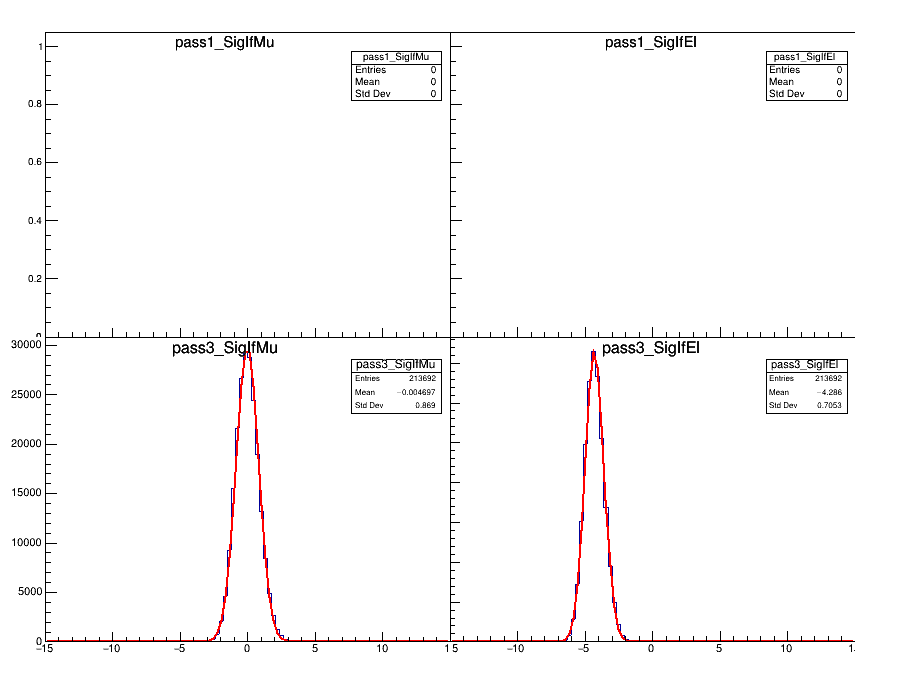 pass1_SigIfMu
pass1_SigIfEl
1
0.8
0.6
0.4
0.2
pass1_SigIfMu
Entries 0
Mean 0
Std Dev 0
pass1_SigIfEl
Entries 0
Mean 0
Std Dev 0
pass3_SigIfMu
pass3_SigIfEl
30000
25000
20000
15000
10000
5000
0
pass3_SigIfMu
Entries 213692
Mean −0.004697
Std Dev 0.869
pass3_SigIfEl
Entries 213692
Mean −4.286
Std Dev 0.7053
−15 −10 −5 0 5 10 15 −10 −5 0 5 10 1